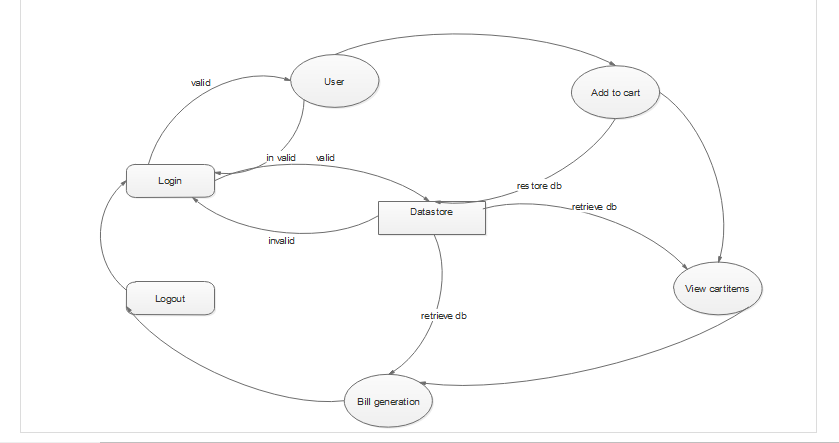 User
valid
Add to cart
in valid
valid
Login
restore db
retrieve db
Datastore
invalid
View cartitems
Logout
retrieve db
Bill generation